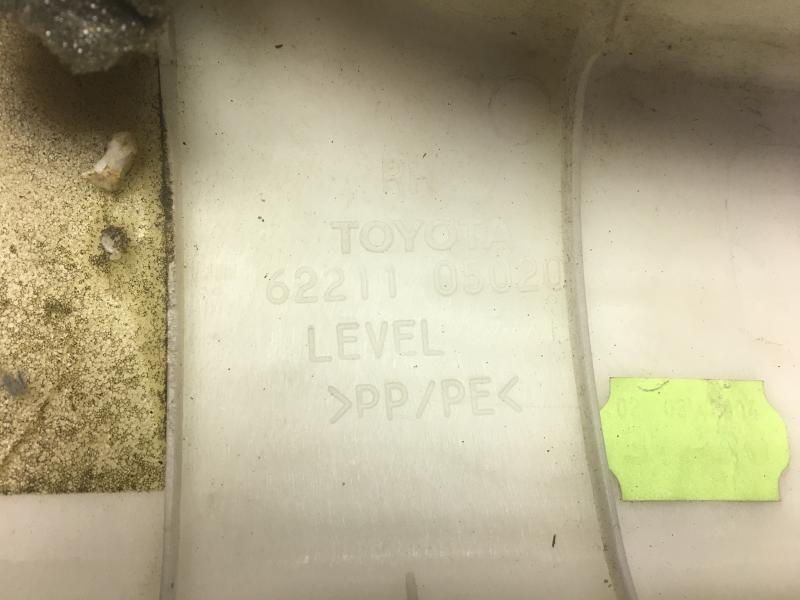 RH
TOYOTA
62211 05020
LEVEL
>PP/PE<